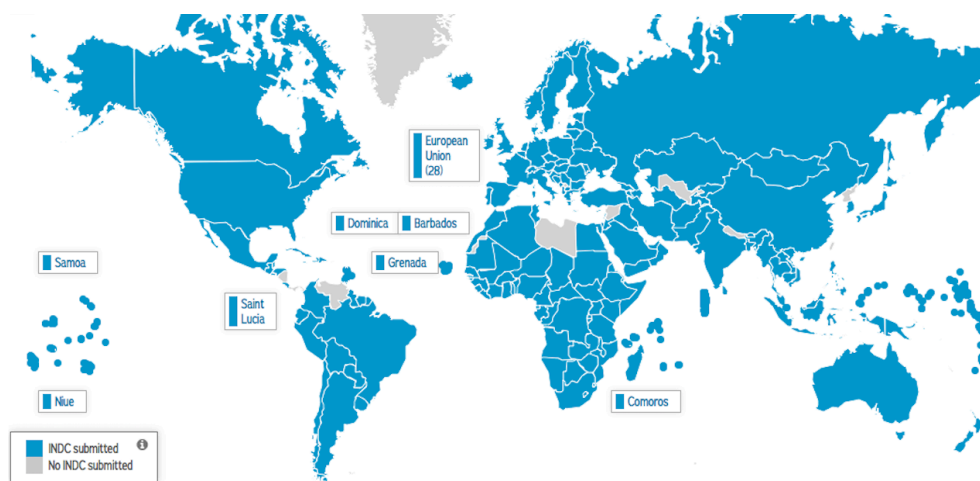 European
Union
(28)
Dominica
Barbados
Samoa
Grenada
Saint
Lucia
Niue
Comoros
INDC submitted
No INDC submitted